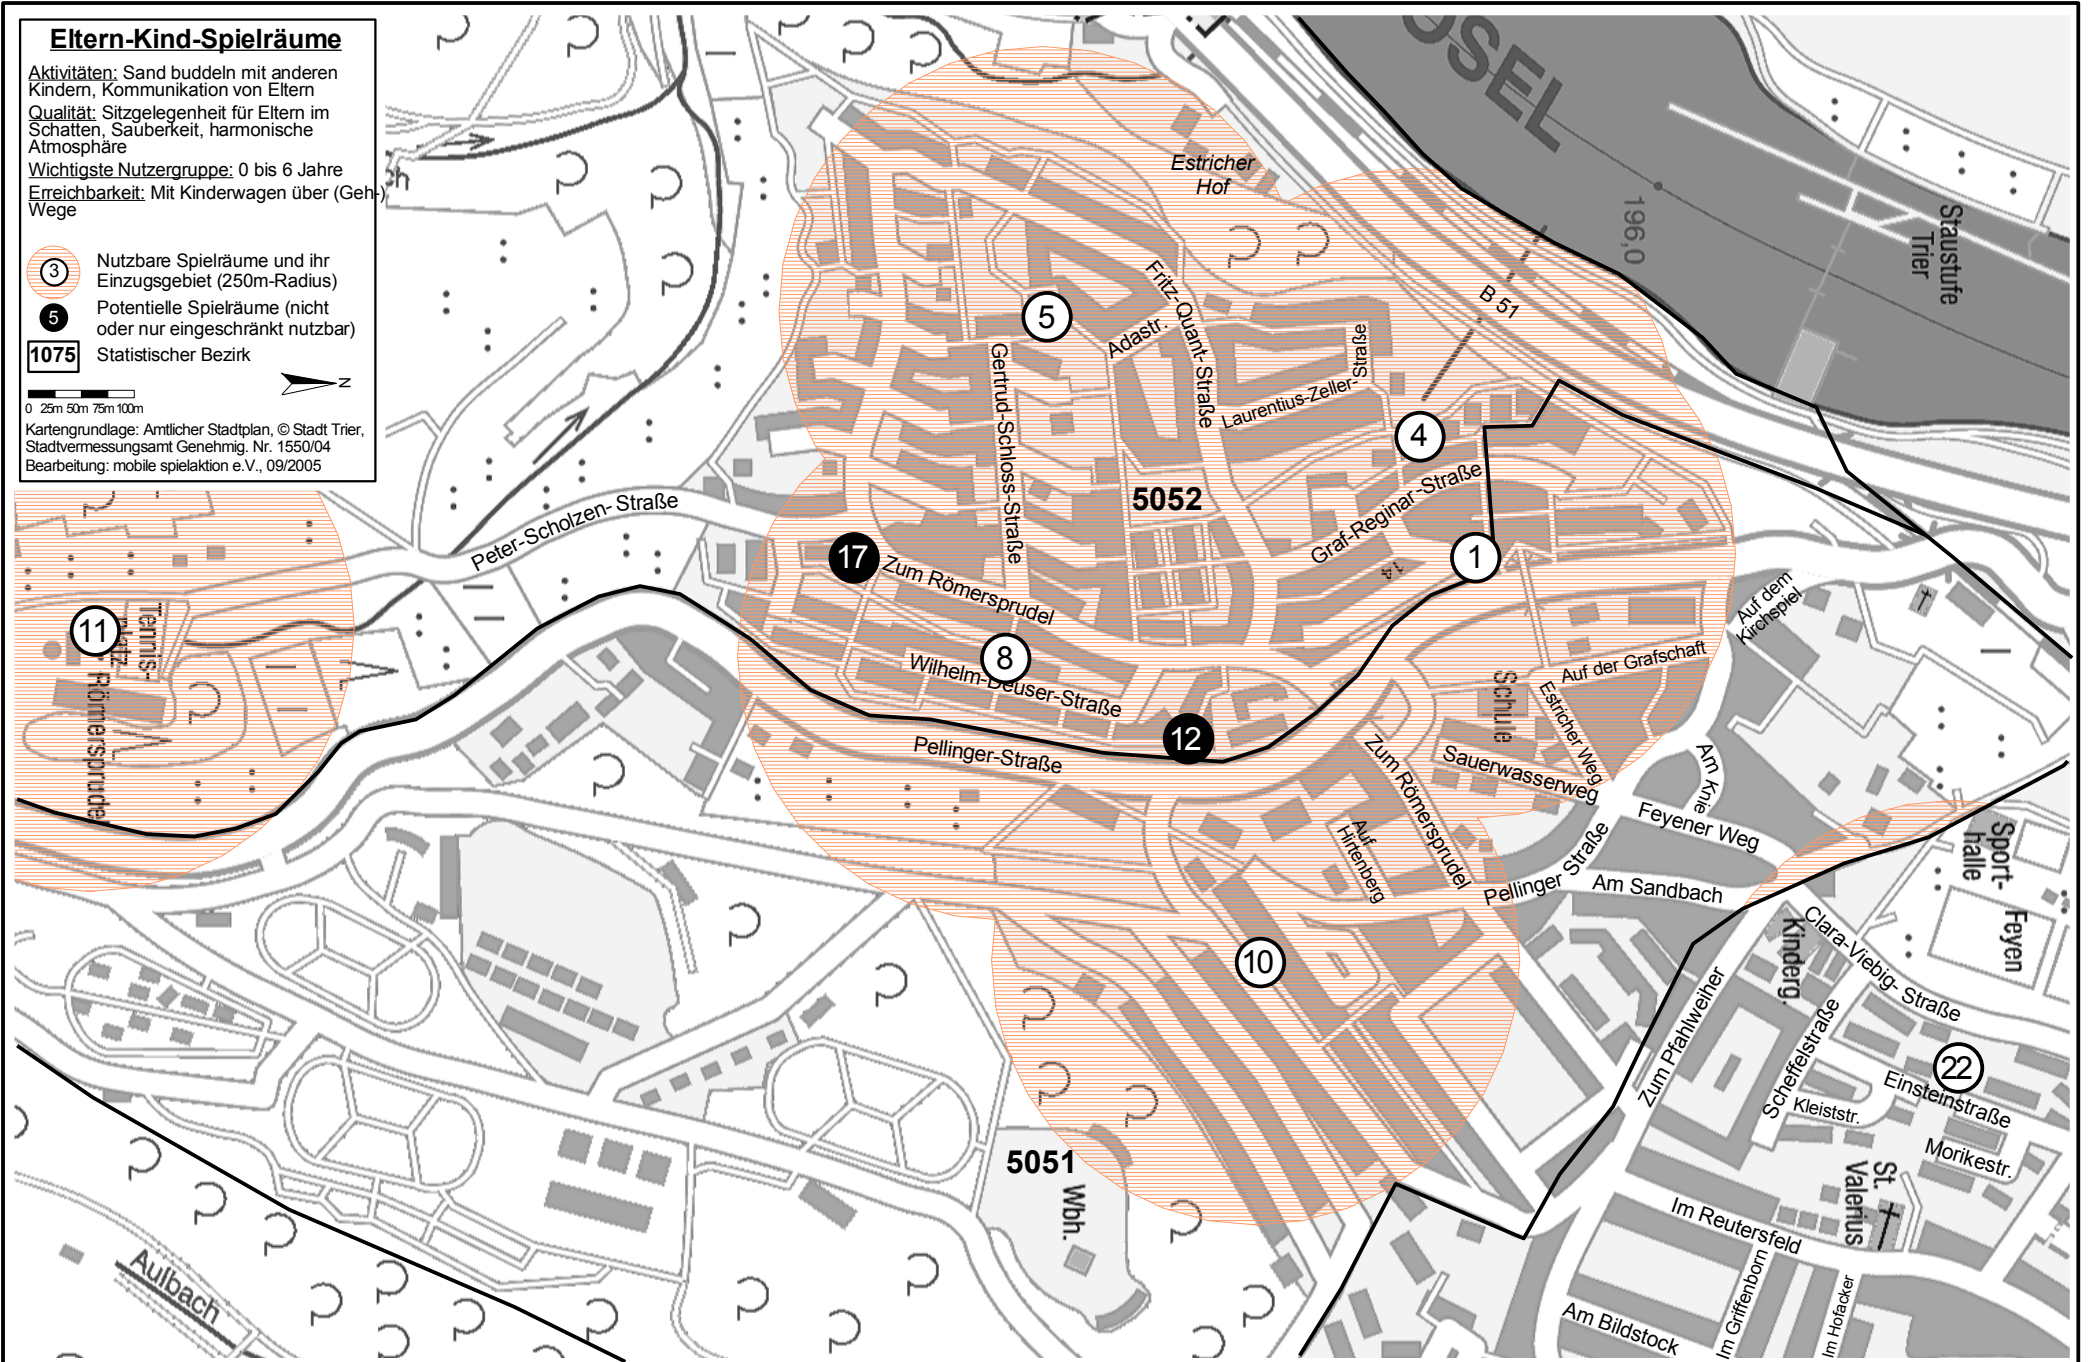 Eltern-Kind-Spielräume
Aktivitäten: Sand buddeln mit anderen
Kindern, Kommunikation von Eltern
Qualität: Sitzgelegenheit für Eltern im
Schatten, Sauberkeit, harmonische
Atmosphäre
Wichtigste Nutzergruppe: 0 bis 6 Jahre
Erreichbarkeit: Mit Kinderwagen über (Geh-)
Wege
3
Nutzbare Spielräume und ihr
Einzugsgebiet (250m-Radius)
5
Potentielle Spielräume (nicht
oder nur eingeschränkt nutzbar)
1075
Statistischer Bezirk
N
0 25m 50m 75m 100m
Kartengrundlage: Amtlicher Stadtplan, © Stadt Trier,
Stadtvermessungsamt Genehmig. Nr. 1550/04
Bearbeitung: mobile spielaktion e.V., 09/2005
OSEL
196,0
Staustufe
Trier
Estricher
Hof
B 51
5
Adastr.
Fritz-Quant-Straße
Laurentius-Zeller-Straße
Gertrud-Schloss-Straße
4
5052
Graf-Reginar-Straße
1
14
Peter-Scholzen-Straße
17
Zum Römersprudel
8
Wilhelm-Deuser-Straße
12
Pellinger-Straße
11
Tennis-
platz
Römersprudel
Auf dem
Kirchspiel
Auf der Grafschaft
Schule
Estricher Weg
Sauerwasserweg
Zum Römersprudel
Auf
Hirtenberg
Am Knie
Feyener Weg
Pellinger Straße
Am Sandbach
10
Sport-
halle
Feyen
Kinderg.
Clara-Viebig- Straße
Zum Pfahlweiher
Scheffelstraße
22
Einsteinstraße
Kleiststr.
Morikestr.
St.
Valerius
Im Reutersfeld
Im Griffenborn
Im Hofacker
Am Bildstock
5051
Wbh.
Aulbach